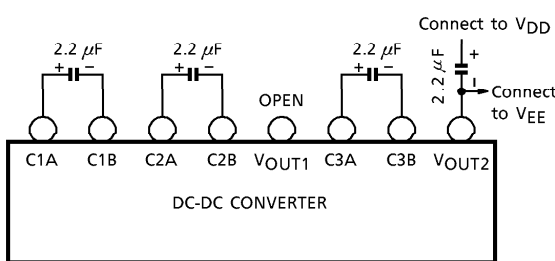 Connect to VDD
2.2 μF
+ −
2.2 μF
+ −
2.2 μF
+ −
2.2 μF
+
−
OPEN
Connect
to VEE
C1A C1B C2A C2B VOUT1 C3A C3B VOUT2
DC-DC CONVERTER